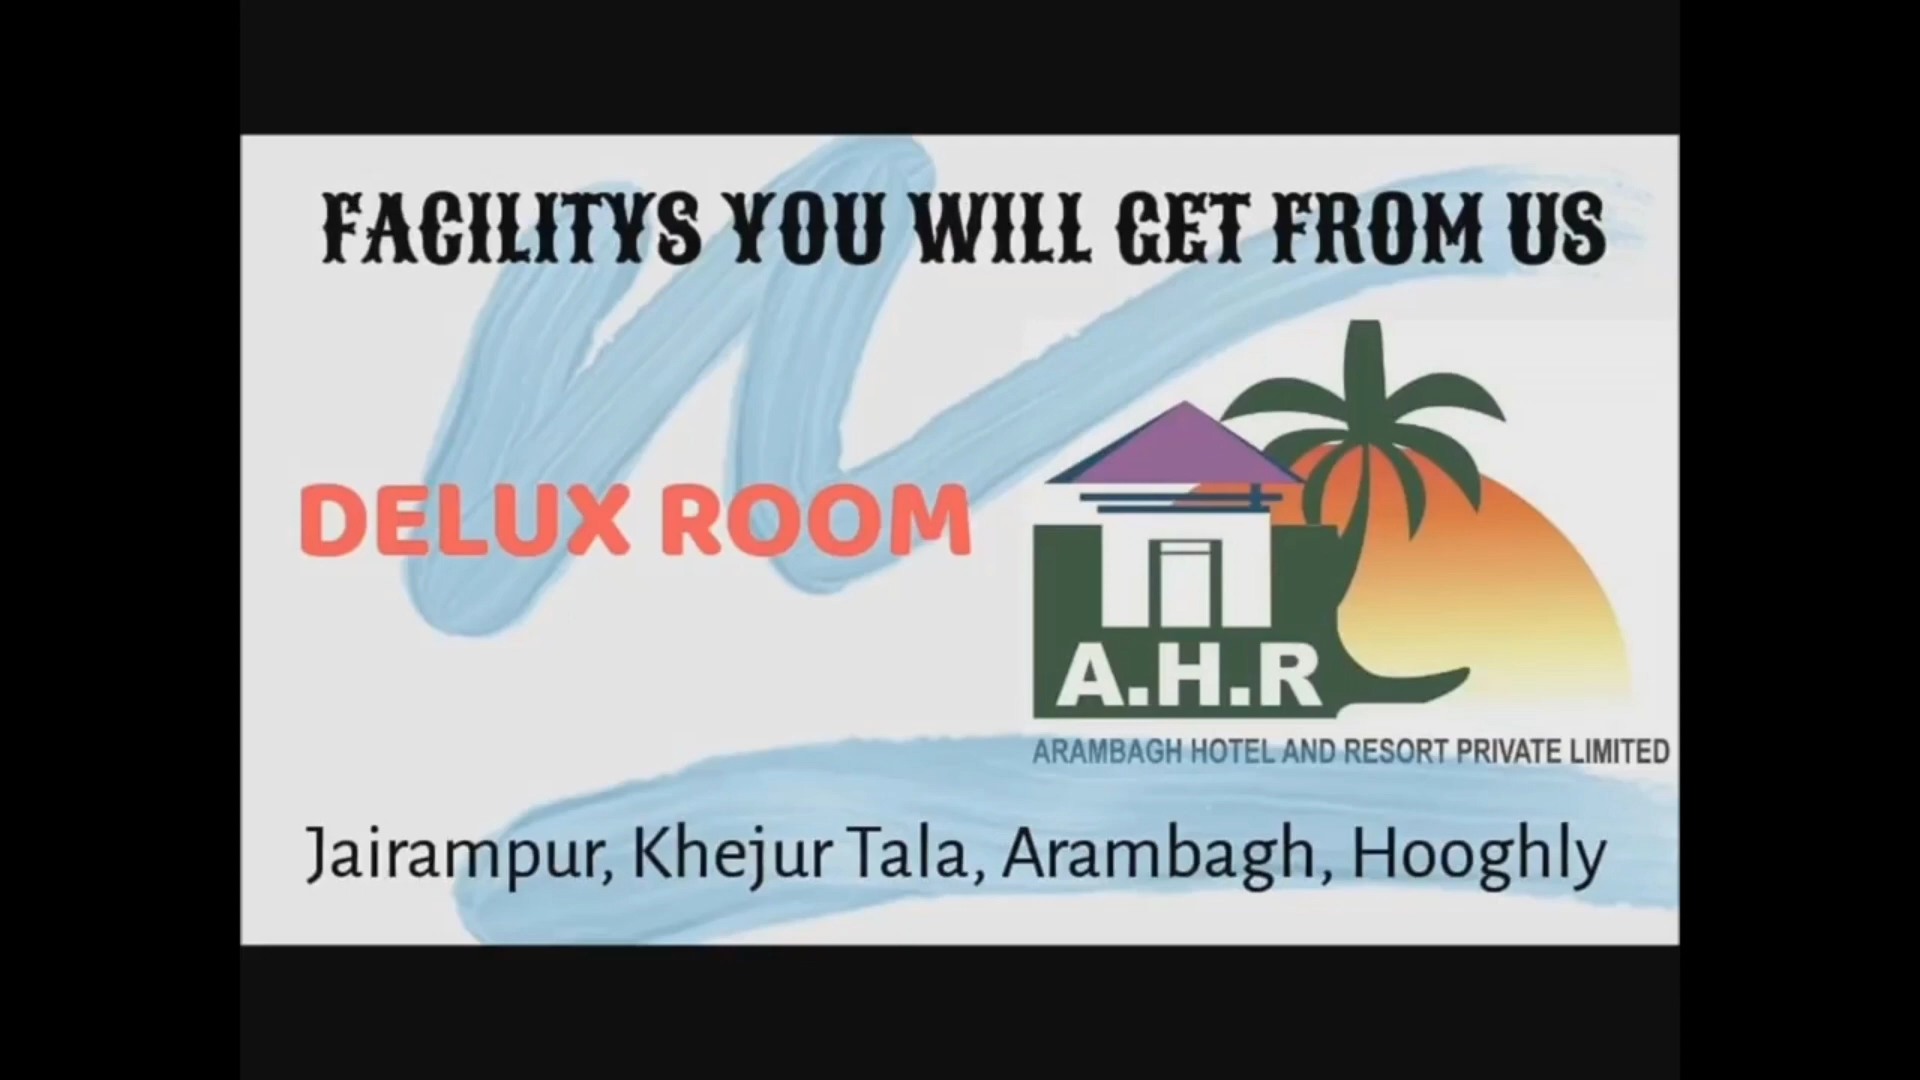 FACILITYS YOU WILL GET FROM US
DELUX ROOM
A.H.R
ARAMBAGH HOTEL AND RESORT PRIVATE LIMITED
Jairampur, Khejur Tala, Arambagh, Hooghly